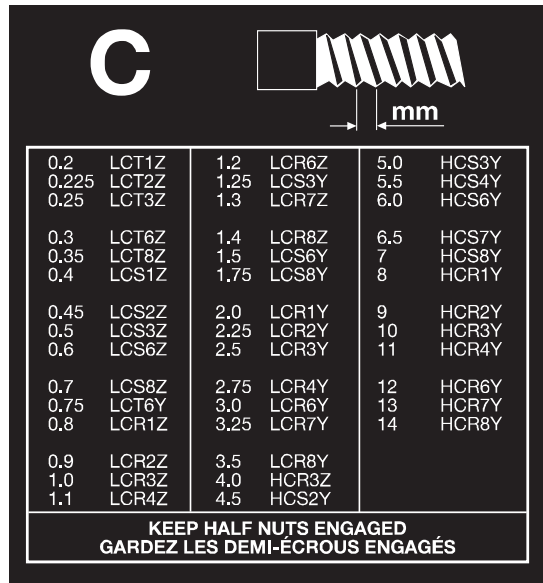 C
mm
0.2 LCT1Z 1.2 LCR6Z 5.0 HCS3Y
0.225 LCT2Z 1.25 LCS3Y 5.5 HCS4Y
0.25 LCT3Z 1.3 LCR7Z 6.0 HCS6Y
0.3 LCT6Z 1.4 LCR8Z 6.5 HCS7Y
0.35 LCT8Z 1.5 LCS6Y 7 HCS8Y
0.4 LCS1Z 1.75 LCS8Y 8 HCR1Y
0.45 LCS2Z 2.0 LCR1Y 9 HCR2Y
0.5 LCS3Z 2.25 LCR2Y 10 HCR3Y
0.6 LCS6Z 2.5 LCR3Y 11 HCR4Y
0.7 LCS8Z 2.75 LCR4Y 12 HCR6Y
0.75 LCT6Y 3.0 LCR6Y 13 HCR7Y
0.8 LCR1Z 3.25 LCR7Y 14 HCR8Y
0.9 LCR2Z 3.5 LCR8Y
1.0 LCR3Z 4.0 HCR3Z
1.1 LCR4Z 4.5 HCS2Y
KEEP HALF NUTS ENGAGED
GARDEZ LES DEMI-ÉCROUS ENGAGÉS